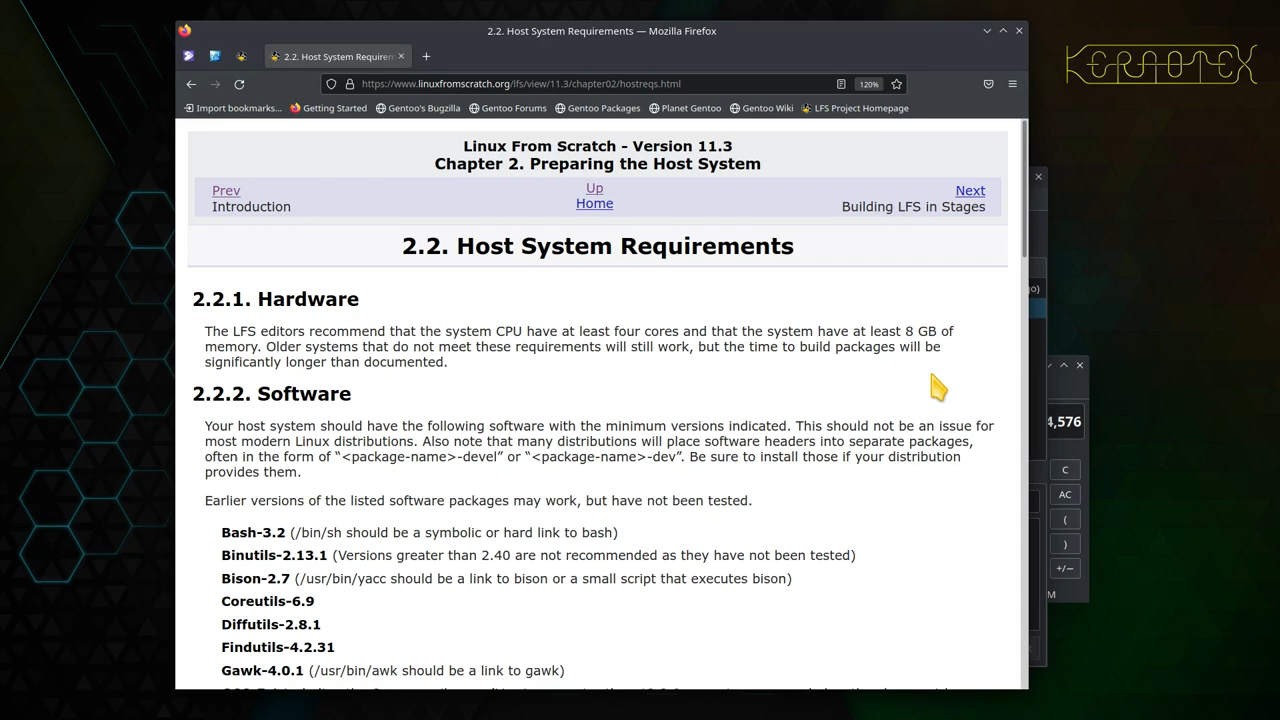 2.2. Host System Requirements — Mozilla Firefox
2.2. Host System Requiremen
https://www.linuxfromscratch.org/lfs/view/11.3/chapter02/hostreqs.html
120%
Import bookmarks...
Getting Started
Gentoo's Bugzilla
Gentoo Forums
Gentoo Packages
Planet Gentoo
Gentoo Wiki
LFS Project Homepage
KERAOTEX
Linux From Scratch - Version 11.3
Chapter 2. Preparing the Host System
Prev
Up
Next
Introduction
Home
Building LFS in Stages
2.2. Host System Requirements
2.2.1. Hardware
The LFS editors recommend that the system CPU have at least four cores and that the system have at least 8 GB of
memory. Older systems that do not meet these requirements will still work, but the time to build packages will be
significantly longer than documented.
2.2.2. Software
Your host system should have the following software with the minimum versions indicated. This should not be an issue for
most modern Linux distributions. Also note that many distributions will place software headers into separate packages,
often in the form of “<package-name>-devel” or “<package-name>-dev”. Be sure to install those if your distribution
provides them.
Earlier versions of the listed software packages may work, but have not been tested.
Bash-3.2 (/bin/sh should be a symbolic or hard link to bash)
Binutils-2.13.1 (Versions greater than 2.40 are not recommended as they have not been tested)
Bison-2.7 (/usr/bin/yacc should be a link to bison or a small script that executes bison)
Coreutils-6.9
Diffutils-2.8.1
Findutils-4.2.31
Gawk-4.0.1 (/usr/bin/awk should be a link to gawk)
4,576
C
AC
(
)
+/−
M